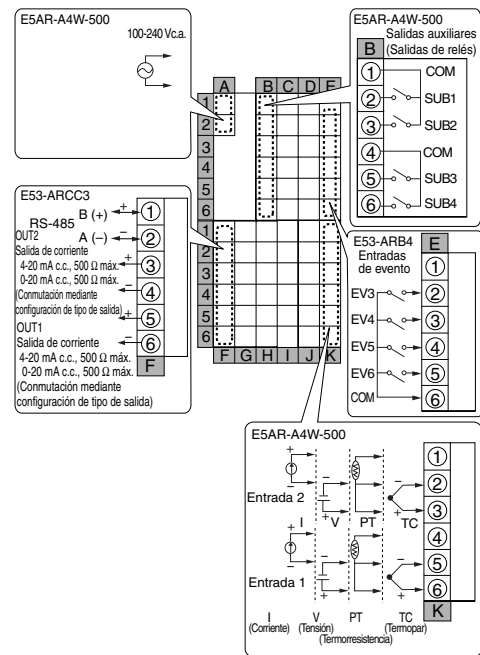 E5AR-A4W-500
100-240 Vc.a.
E5AR-A4W-500
Salidas auxiliares
(Salidas de relés)
B
1 COM
2 SUB1
3 SUB2
4 COM
5 SUB3
6 SUB4
A B C D E
1
2
3
4
5
6
1
2
3
4
5
6
F G H I J K
E53-ARCC3
RS-485
B (+) + 1
A (−) − 2
OUT2
Salida de corriente
4-20 mA c.c., 500 Ω máx.
0-20 mA c.c., 500 Ω máx.
(Conmutación mediante
configuración de tipo de salida)
+ 3
− 4
OUT1
Salida de corriente
4-20 mA c.c., 500 Ω máx.
0-20 mA c.c., 500 Ω máx.
(Conmutación mediante
configuración de tipo de salida)
+ 5
− 6
F
E53-ARB4
Entradas
de evento
E
1
EV3 2
EV4 3
EV5 4
EV6 5
COM 6
E5AR-A4W-500
1
2
3
4
5
6
K
+ − −
− + +
Entrada 2
I V PT TC
+ − −
− + +
Entrada 1
I V PT TC
(Corriente) (Tensión) (Termopar)
(Termorresistencia)